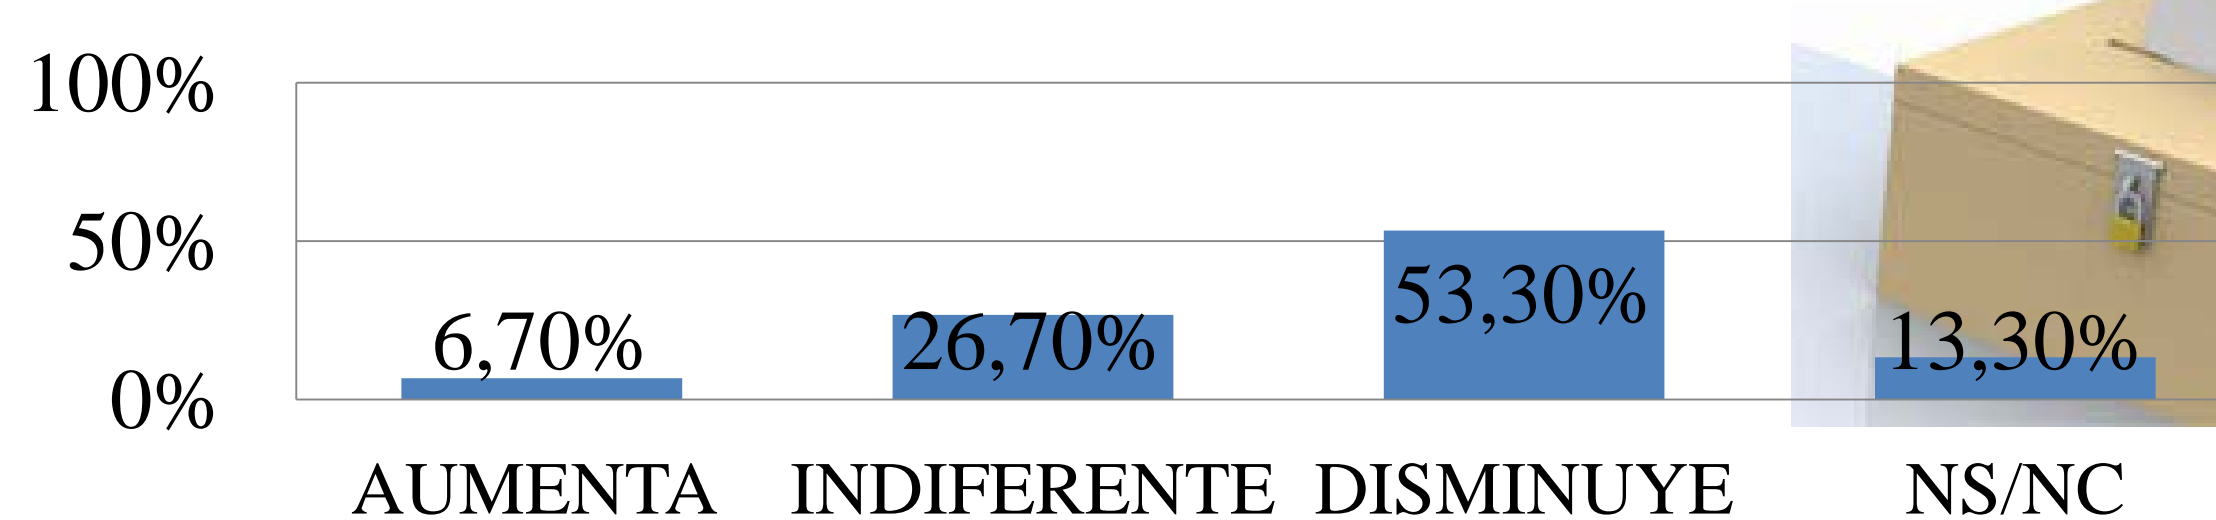 100%
50%
0%
6,70%
26,70%
53,30%
13,30%
AUMENTA
INDIFERENTE
DISMINUYE
NS/NC